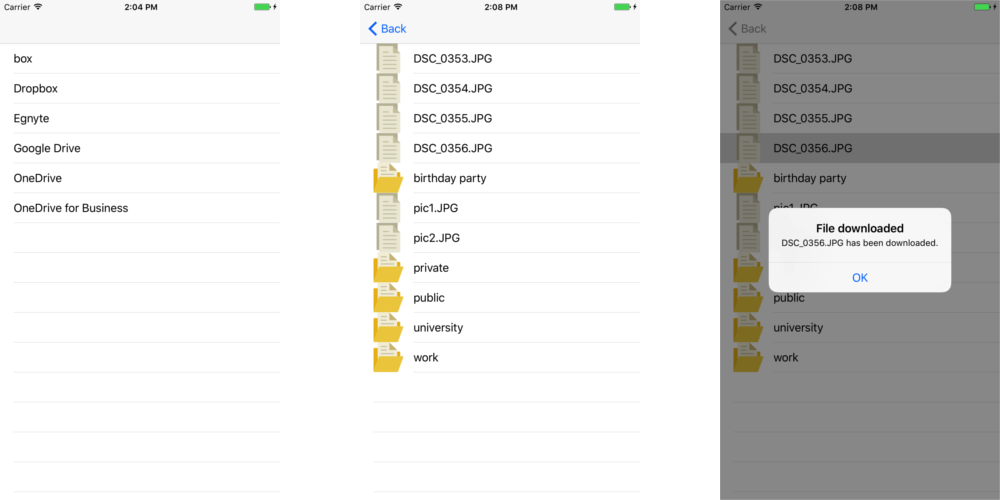 Carrier 2:04 PM
box
Dropbox
Egnyte
Google Drive
OneDrive
OneDrive for Business
Carrier 2:08 PM
Back
DSC_0353.JPG
DSC_0354.JPG
DSC_0355.JPG
DSC_0356.JPG
birthday party
pic1.JPG
pic2.JPG
private
public
university
work
Carrier 2:08 PM
Back
DSC_0353.JPG
DSC_0354.JPG
DSC_0355.JPG
DSC_0356.JPG
birthday party
pic1.JPG
File downloaded
DSC_0356.JPG has been downloaded.
OK
public
university
work